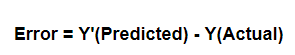 Error = Y'(Predicted) - Y(Actual)